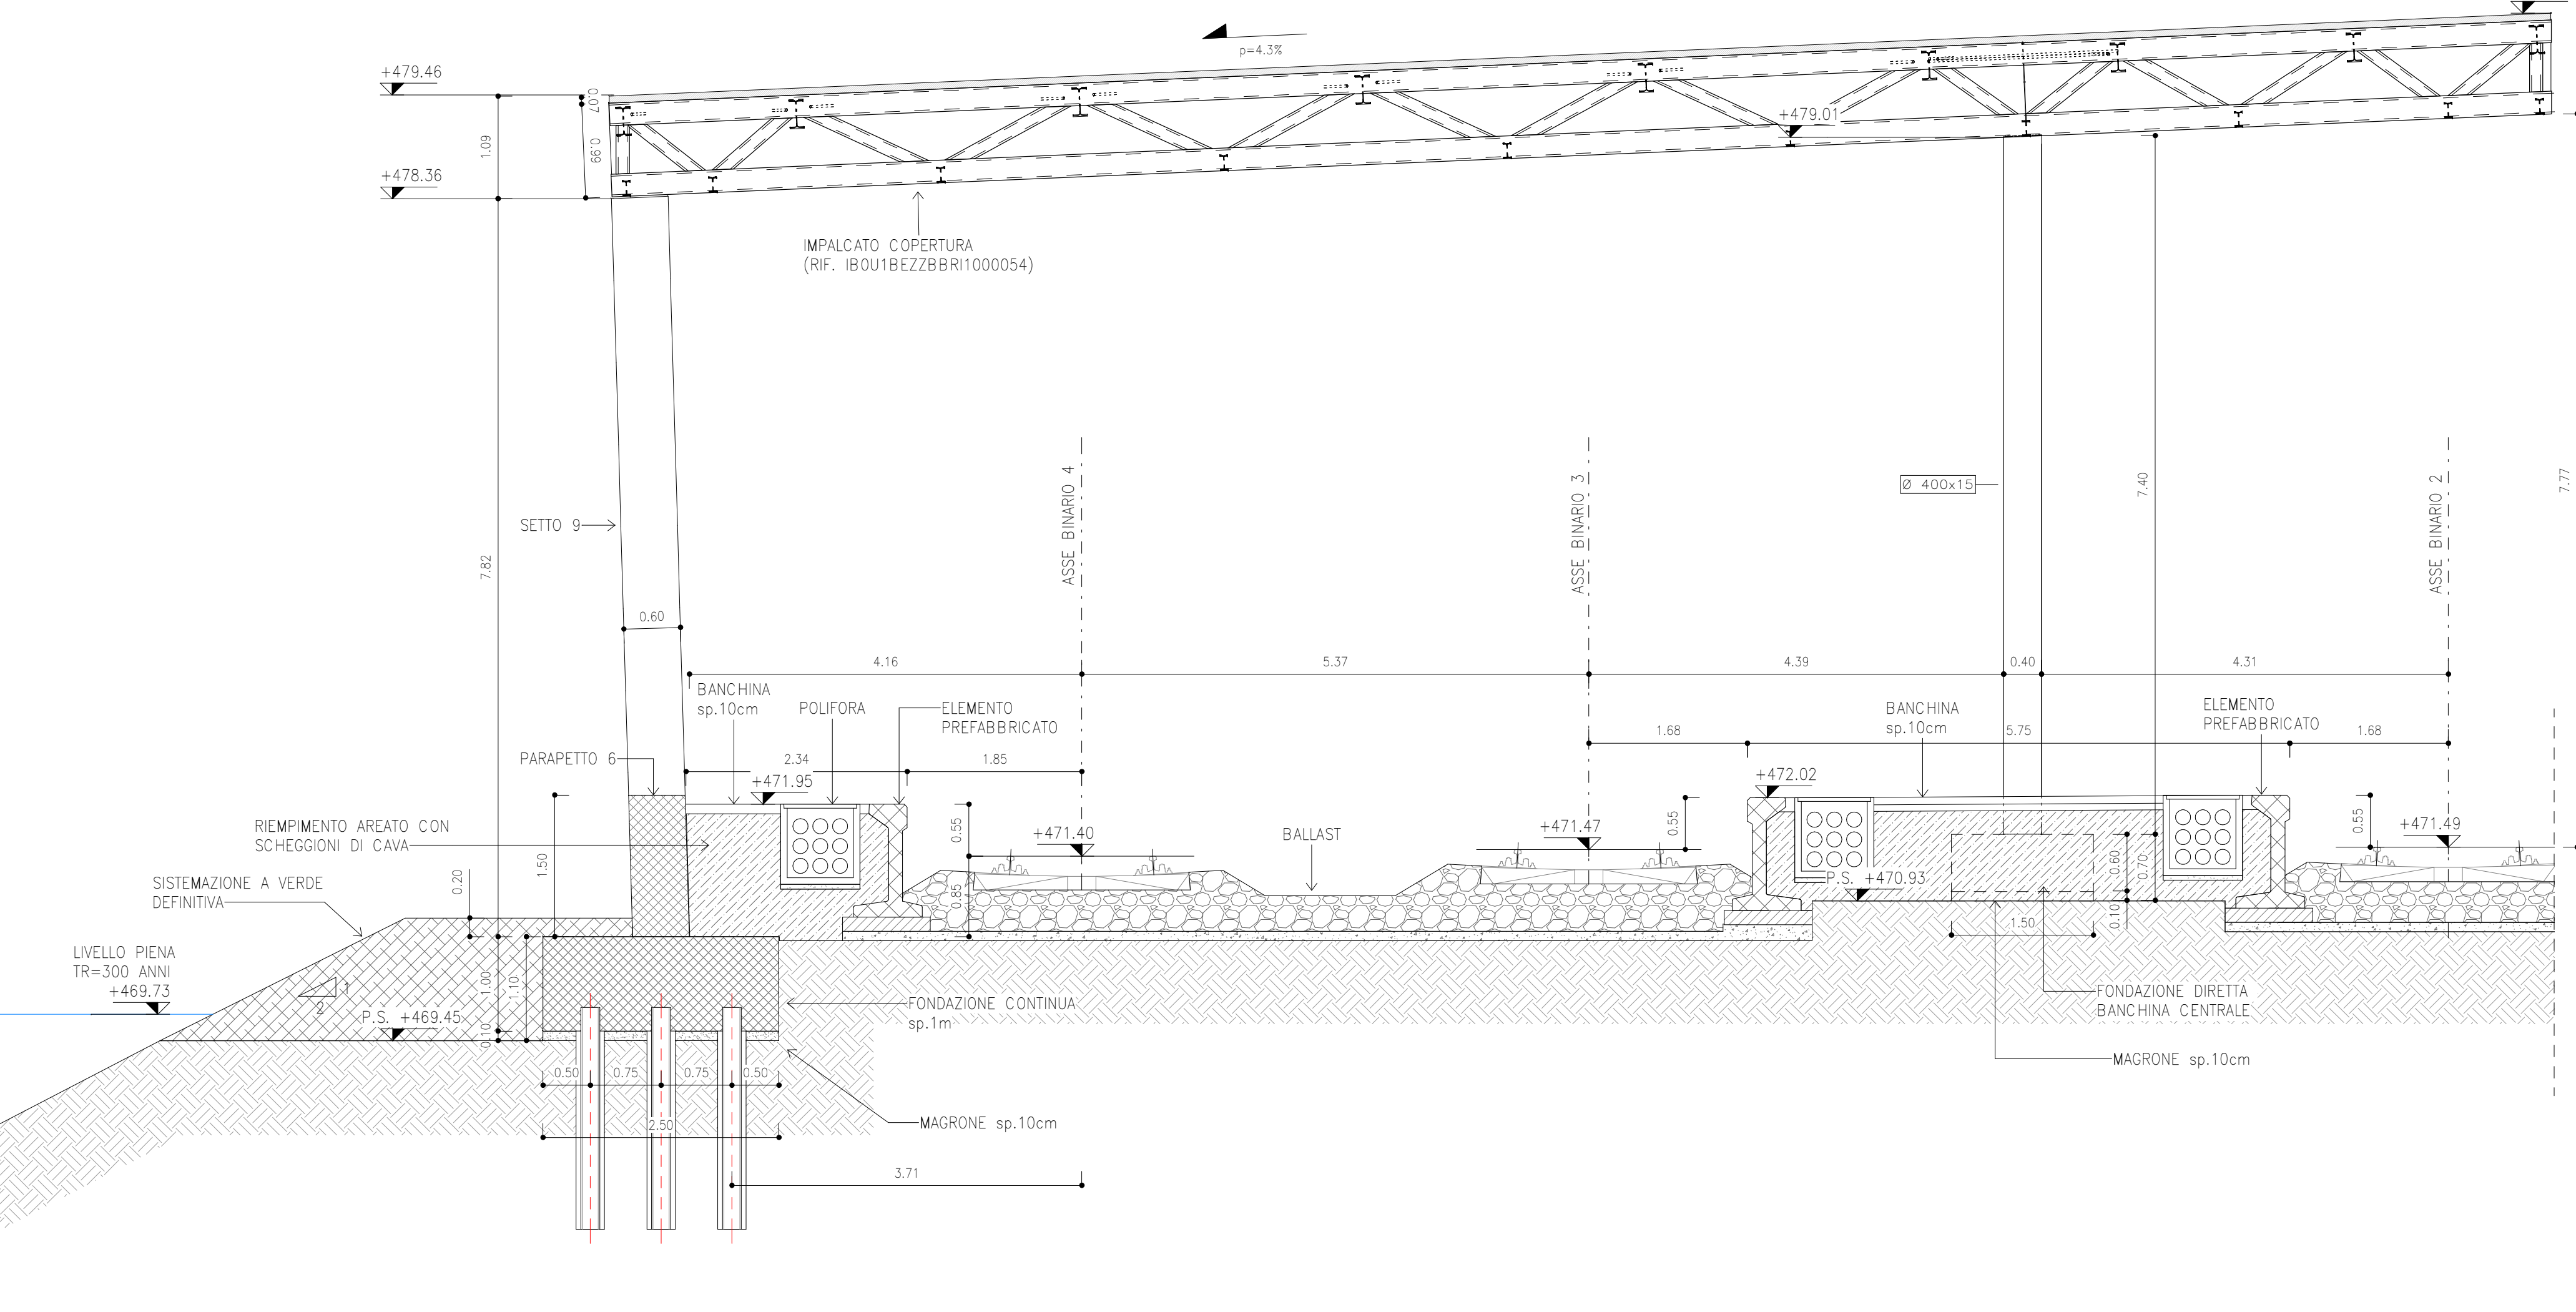 p=4.3%
+479.46
0.07
1.09
0.99
+479.01
+478.36
IMPALCATO COPERTURA
(RIF. IB0U1BEZZBBRI1000054)
ASSE BINARIO 4
ASSE BINARIO 3
ASSE BINARIO 2
Ø 400x15
7.40
7.77
SETTO 9
7.82
0.60
4.16
5.37
4.39
0.40
4.31
BANCHINA
sp.10cm
POLIFORA
ELEMENTO
PREFABBRICATO
BANCHINA
sp.10cm
ELEMENTO
PREFABBRICATO
1.68
5.75
1.68
PARAPETTO 6
2.34
1.85
+471.95
+472.02
RIEMPIMENTO AREATO CON
SCHEGGIONI DI CAVA
1.50
0.55
+471.40
BALLAST
+471.47
0.55
0.55
+471.49
SISTEMAZIONE A VERDE
DEFINITIVA
0.20
0.85
P.S. +470.93
0.60
0.70
0.10
1.50
LIVELLO PIENA
TR=300 ANNI
+469.73
1
2
P.S. +469.45
1.00
1.10
0.10
FONDAZIONE CONTINUA
sp.1m
FONDAZIONE DIRETTA
BANCHINA CENTRALE
MAGRONE sp.10cm
0.50
0.75
0.75
0.50
2.50
MAGRONE sp.10cm
3.71